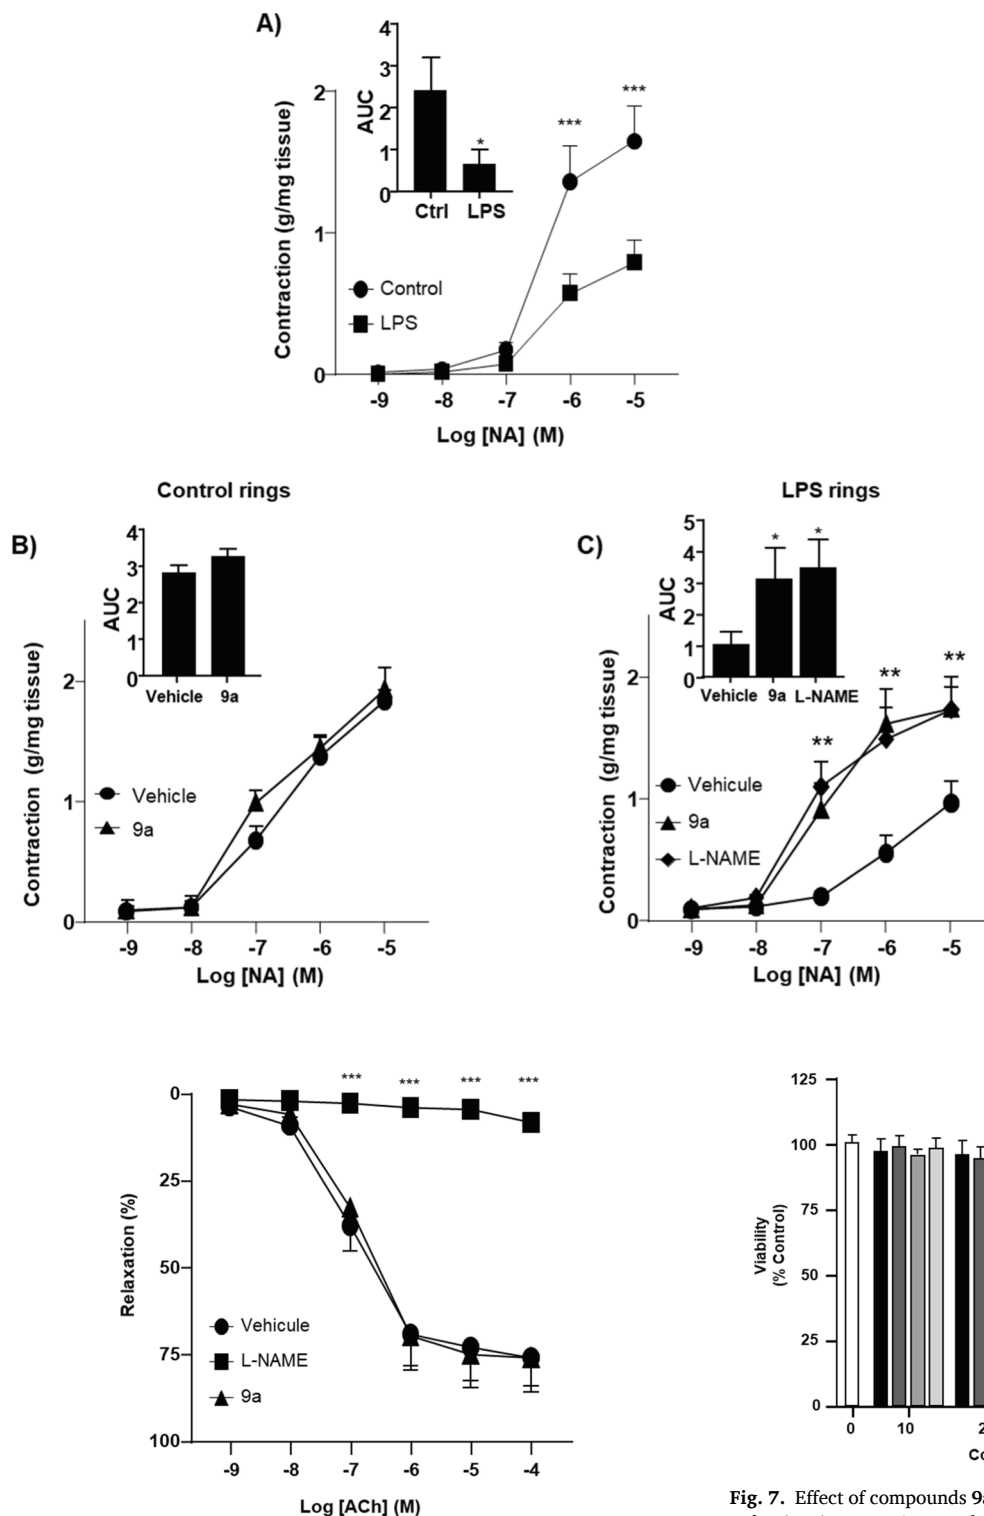 A)
4
3
2
1
0
AUC
*
Ctrl LPS
2
1
0
Contraction (g/mg tissue)
***
***
Control
LPS
-9 -8 -7 -6 -5
Log [NA] (M)
Control rings
B)
4
3
2
1
0
AUC
Vehicle 9a
2
1
0
Contraction (g/mg tissue)
Vehicle
9a
-9 -8 -7 -6 -5
Log [NA] (M)
LPS rings
C)
5
4
3
2
1
0
AUC
* *
Vehicle 9a L-NAME
2
1
0
Contraction (g/mg tissue)
**
**
**
Vehicule
9a
L-NAME
-9 -8 -7 -6 -5
Log [NA] (M)
0
25
50
75
100
Relaxation (%)
*** *** *** ***
Vehicule
L-NAME
9a
-9 -8 -7 -6 -5 -4
Log [ACh] (M)
125
100
75
50
25
0
Viability
(% Control)
0 10
Fig. 7. Effect of compounds